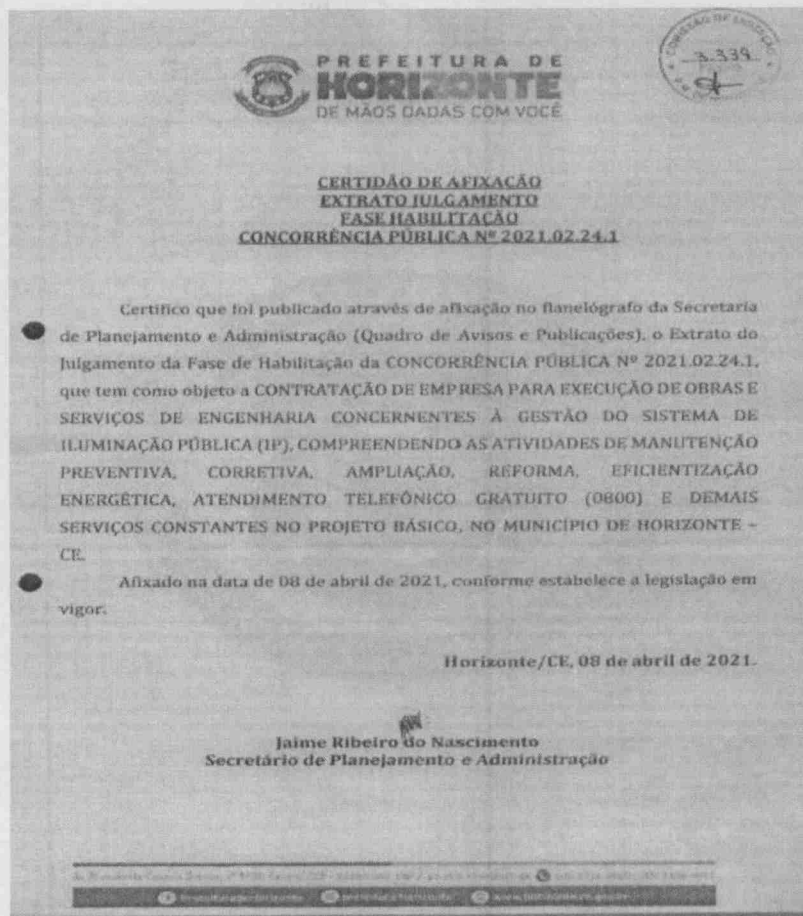 COMISSÃO DE LICITAÇÃO
3.339
PREFEITURA DE
HORIZONTE
DE MÃOS DADAS COM VOCÊ
CERTIDÃO DE AFIXAÇÃO
EXTRATO JULGAMENTO
FASE HABILITAÇÃO
CONCORRÊNCIA PÚBLICA Nº 2021.02.24.1
Certifico que foi publicado através de afixação no flanelógrafo da Secretaria
de Planejamento e Administração (Quadro de Avisos e Publicações), o Extrato do
Julgamento da Fase de Habilitação da CONCORRÊNCIA PÚBLICA Nº 2021.02.24.1,
que tem como objeto a CONTRATAÇÃO DE EMPRESA PARA EXECUÇÃO DE OBRAS E
SERVIÇOS DE ENGENHARIA CONCERNENTES À GESTÃO DO SISTEMA DE
ILUMINAÇÃO PÚBLICA (IP), COMPREENDENDO AS ATIVIDADES DE MANUTENÇÃO
PREVENTIVA, CORRETIVA, AMPLIAÇÃO, REFORMA, EFICIENTIZAÇÃO
ENERGÉTICA, ATENDIMENTO TELEFÔNICO GRATUITO (0800) E DEMAIS
SERVIÇOS CONSTANTES NO PROJETO BÁSICO, NO MUNICÍPIO DE HORIZONTE –
CE.
Afixado na data de 08 de abril de 2021, conforme estabelece a legislação em
vigor.
Horizonte/CE, 08 de abril de 2021.
Jaime Ribeiro do Nascimento
Secretário de Planejamento e Administração